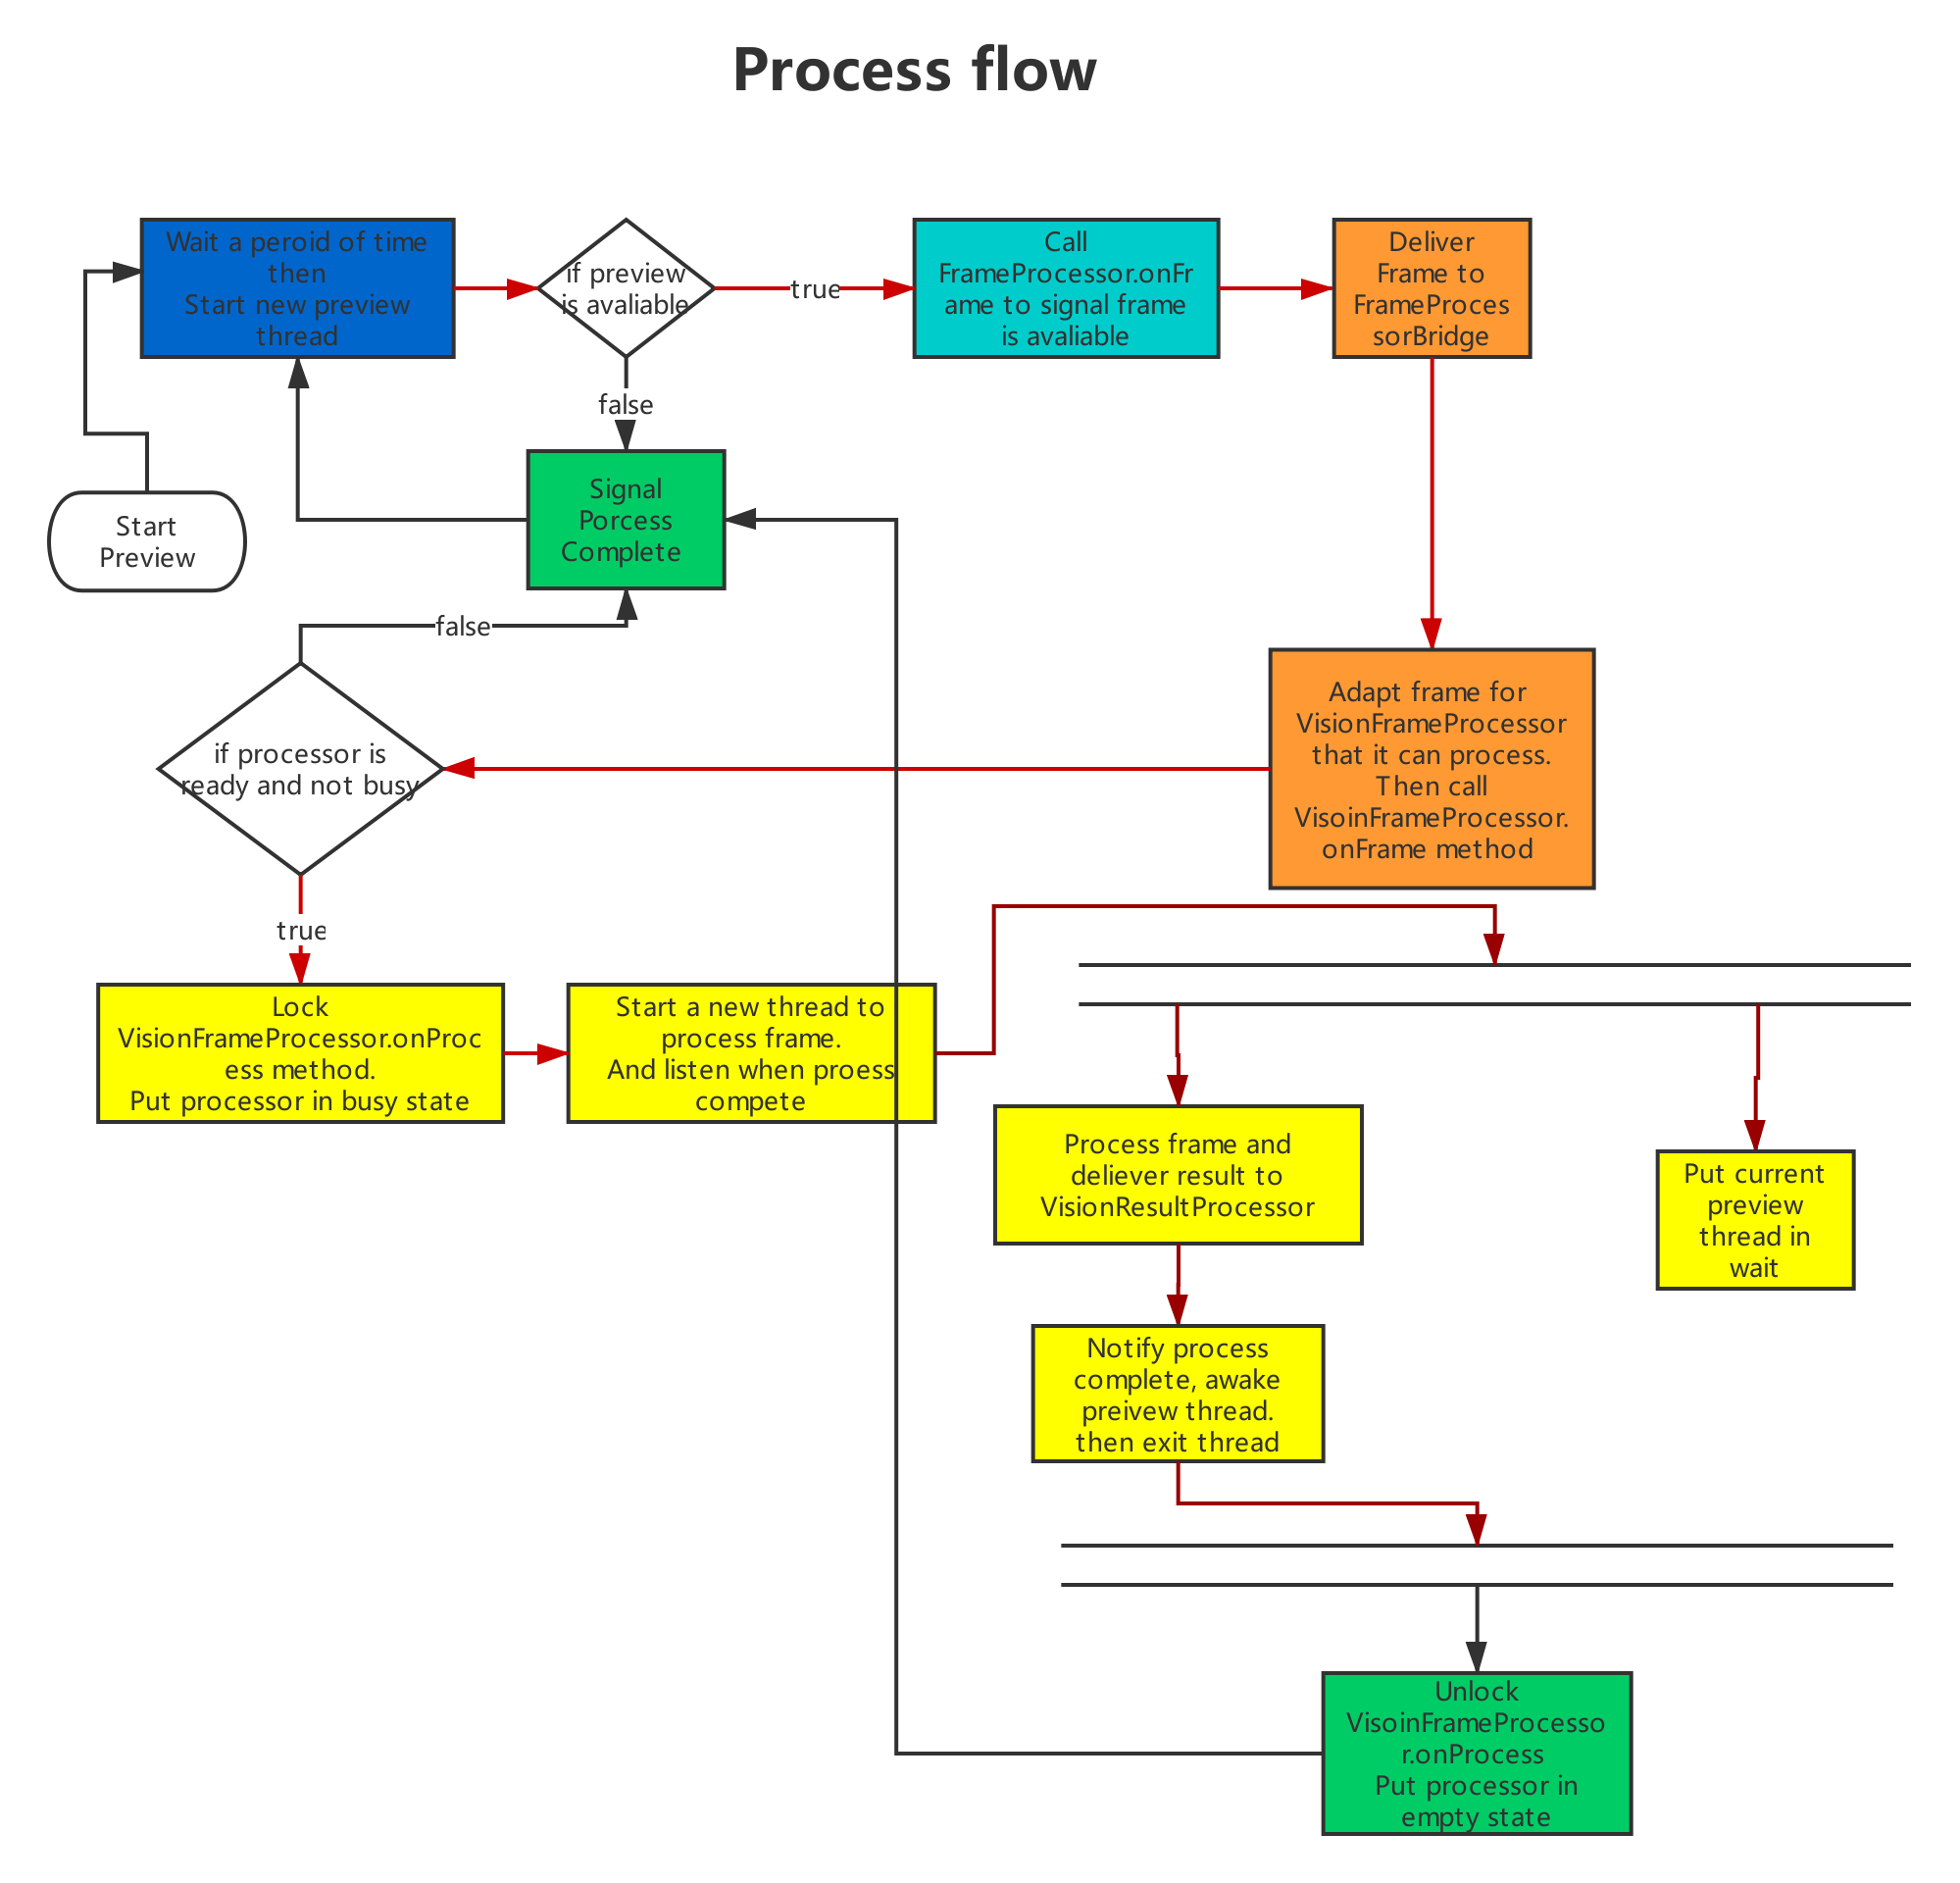 Process flow
Wait a peroid of time
then
Start new preview
thread
if preview
is avaliable
true
Call
FrameProcessor.onFr
ame to signal frame
is avaliable
Deliver
Frame to
FrameProces
sorBridge
false
Signal
Porcess
Complete
Start
Preview
false
if processor is
ready and not busy
Adapt frame for
VisionFrameProcessor
that it can process.
Then call
VisoinFrameProcessor.
onFrame method
true
Lock
VisionFrameProcessor.onProc
ess method.
Put processor in busy state
Start a new thread to
process frame.
And listen when proess
compete
Process frame and
deliever result to
VisionResultProcessor
Put current
preview
thread in
wait
Notify process
complete, awake
preivew thread.
then exit thread
Unlock
VisoinFrameProcesso
r.onProcess
Put processor in
empty state